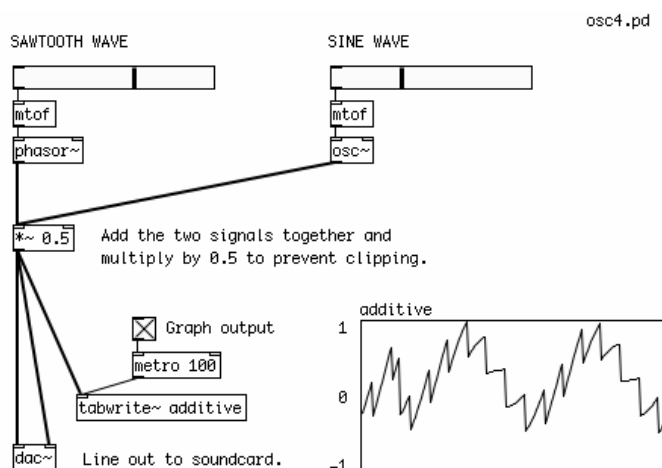 osc4.pd
SAWTOOTH WAVE
SINE WAVE
mtof
mtof
phasor~
osc~
*~ 0.5
Add the two signals together and
multiply by 0.5 to prevent clipping.
additive
Graph output
1
metro 100
0
tabwrite~ additive
dac~
Line out to soundcard.
-1